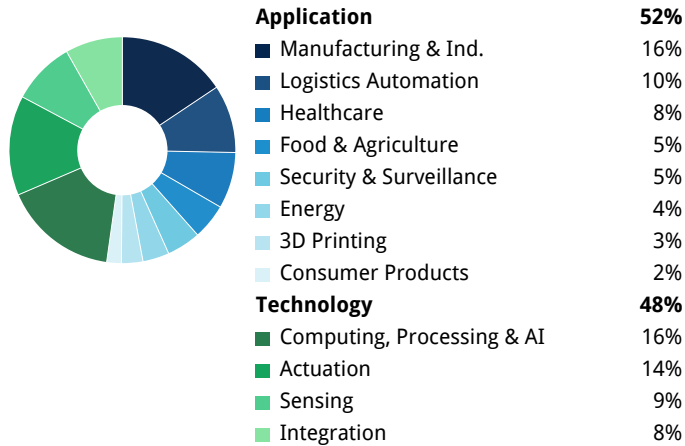 Application 52%
Manufacturing & Ind. 16%
Logistics Automation 10%
Healthcare 8%
Food & Agriculture 5%
Security & Surveillance 5%
Energy 4%
3D Printing 3%
Consumer Products 2%
Technology 48%
Computing, Processing & AI 16%
Actuation 14%
Sensing 9%
Integration 8%